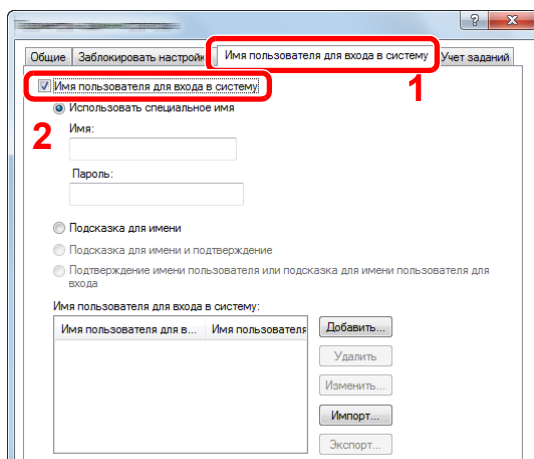 Общие Заблокировать настройк Имя пользователя для входа в систему Учет заданий
1
Имя пользователя для входа в систему
Использовать специальное имя
2
Имя:
Пароль:
Подсказка для имени
Подсказка для имени и подтверждение
Подтверждение имени пользователя или подсказка для имени пользователя для
входа
Имя пользователя для входа в систему:
Имя пользователя для в... Имя пользователя
Добавить...
Удалить
Изменить...
Импорт...
Экспорт...